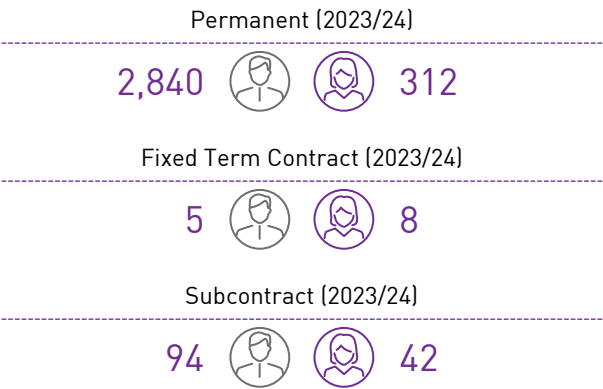 Permanent (2023/24)
2,840 312
Fixed Term Contract (2023/24)
5 8
Subcontract (2023/24)
94 42